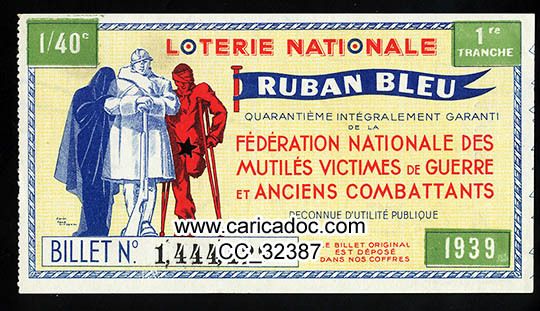 1/40e
LOTERIE NATIONALE
1re
TRANCHE
RUBAN BLEU
QUARANTIÈME INTÉGRALEMENT GARANTI
DE LA
FÉDÉRATION NATIONALE DES
MUTILÉS VICTIMES DE GUERRE
ET ANCIENS COMBATTANTS
RECONNUE D'UTILITÉ PUBLIQUE
www.caricadoc.com
CC-32387
BILLET N° 1,444,
LE BILLET ORIGINAL
EST DÉPOSÉ
DANS NOS COFFRES
1939